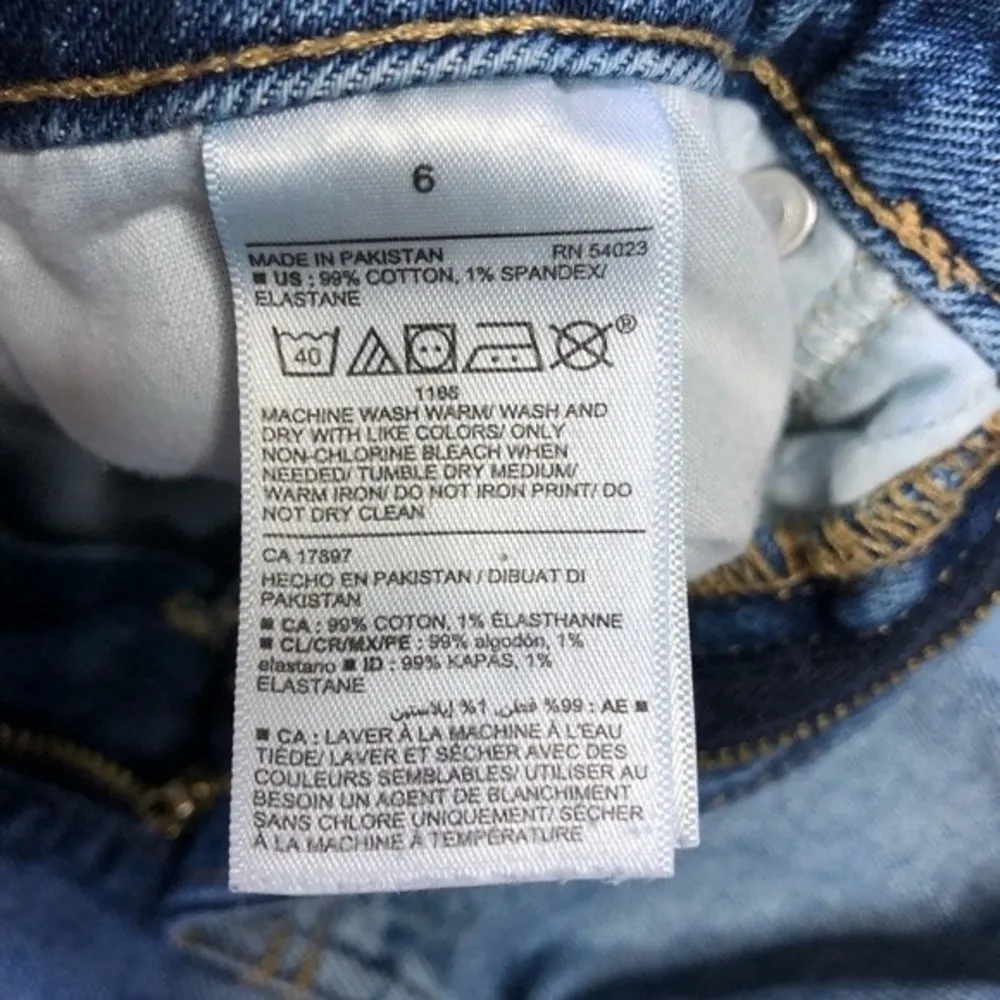 6
MADE IN PAKISTAN RN 54023
■ US : 99% COTTON, 1% SPANDEX/
ELASTANE
40 ®
1166
MACHINE WASH WARM/ WASH AND
DRY WITH LIKE COLORS/ ONLY
NON-CHLORINE BLEACH WHEN
NEEDED/ TUMBLE DRY MEDIUM/
WARM IRON/ DO NOT IRON PRINT/ DO
NOT DRY CLEAN
CA 17897
HECHO EN PAKISTAN / DIBUAT DI
PAKISTAN
■ CA : 99% COTON, 1% ÉLASTHANNE
■ CL/CR/MX/PE : 99% algodón, 1%
elastano ■ ID : 99% KAPAS, 1%
ELASTANE
■ AE : 99% قطن, 1% إيلاستين
■ CA : LAVER À LA MACHINE À L'EAU
TIÈDE/ LAVER ET SÉCHER AVEC DES
COULEURS SEMBLABLES/ UTILISER AU
BESOIN UN AGENT DE BLANCHIMENT
SANS CHLORE UNIQUEMENT/ SÉCHER
À LA MACHINE À TEMPÉRATURE